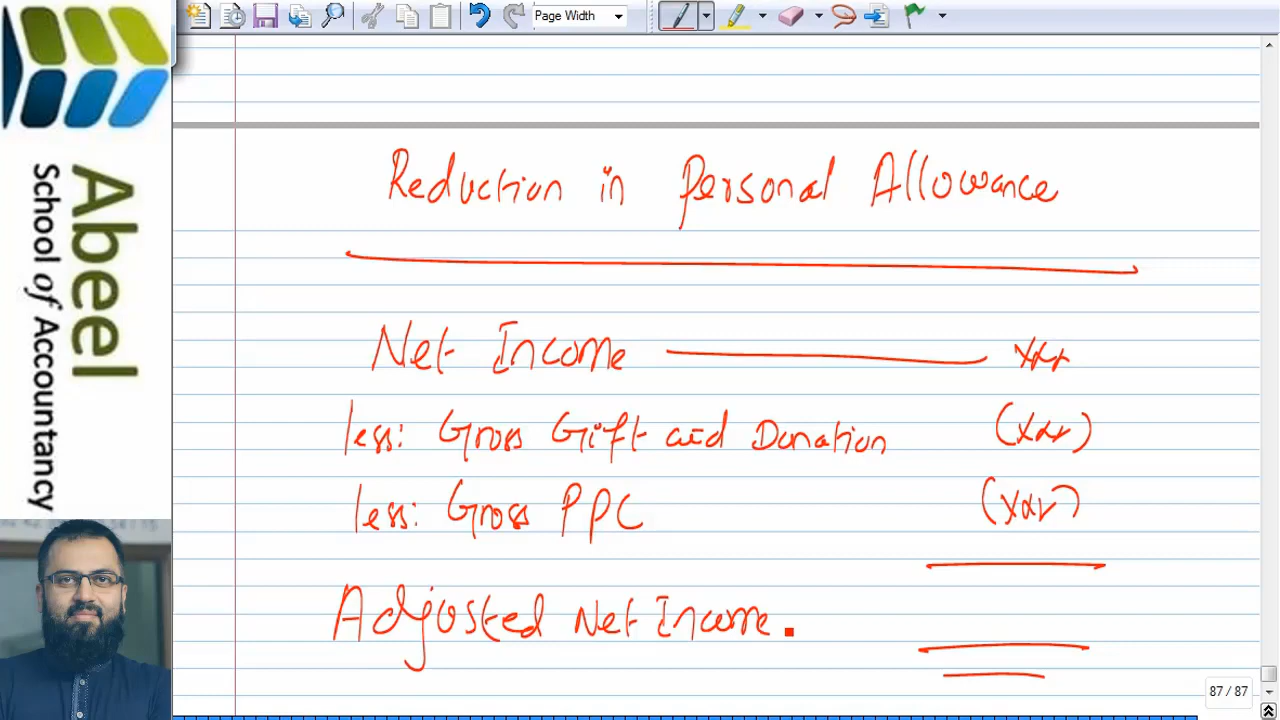 Page Width
Abeel
School of Accountancy
Reduction in Personal Allowance
Net Income xxx
less: Gross Gift and Donation (xxx)
less: Gross PPC (xxx)
Adjusted Net Income.
87 / 87